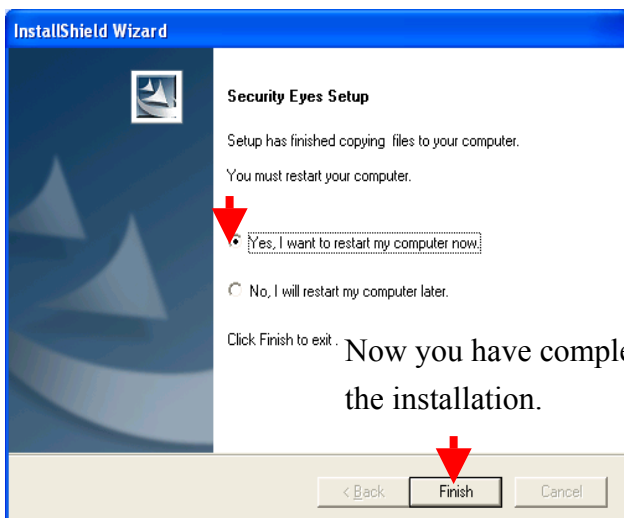 InstallShield Wizard
Security Eyes Setup
Setup has finished copying files to your computer.
You must restart your computer.
Yes, I want to restart my computer now.
No, I will restart my computer later.
Click Finish to exit .
Now you have comple
the installation.
< Back
Finish
Cancel